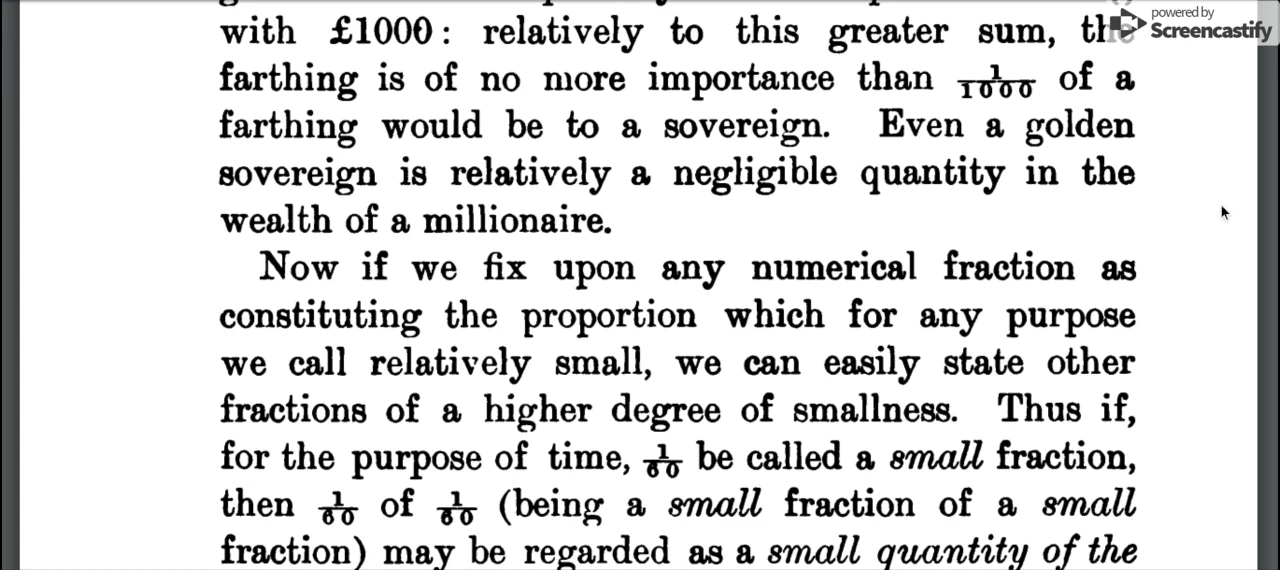 with £1000: relatively to this greater sum, the
farthing is of no more importance than 1/1000 of a
farthing would be to a sovereign. Even a golden
sovereign is relatively a negligible quantity in the
wealth of a millionaire.
Now if we fix upon any numerical fraction as
constituting the proportion which for any purpose
we call relatively small, we can easily state other
fractions of a higher degree of smallness. Thus if,
for the purpose of time, 1/60 be called a small fraction,
then 1/60 of 1/60 (being a small fraction of a small
fraction) may be regarded as a small quantity of the
powered by
Screencastify